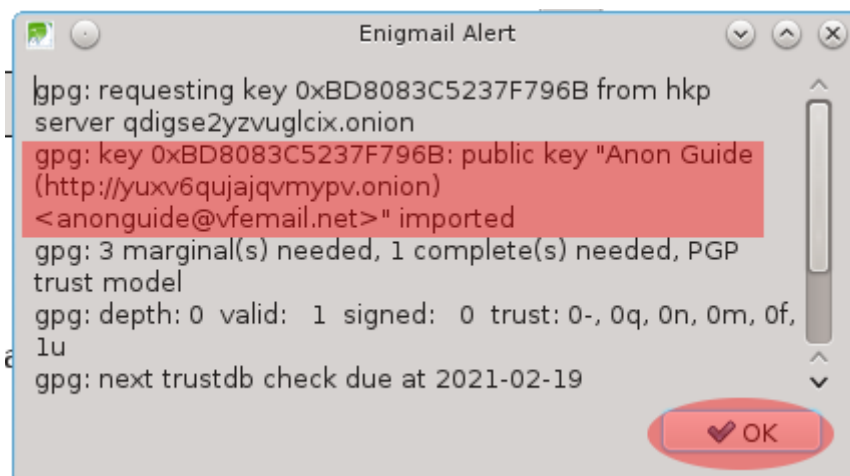 Enigmail Alert
gpg: requesting key 0xBD8083C5237F796B from hkp
server qdigse2yzvuglcix.onion
gpg: key 0xBD8083C5237F796B: public key "Anon Guide
(http://yuxv6qujajqvmypv.onion)
<anonguide@vfemail.net>" imported
gpg: 3 marginal(s) needed, 1 complete(s) needed, PGP
trust model
gpg: depth: 0  valid:   1  signed:   0  trust: 0-, 0q, 0n, 0m, 0f,
1u
gpg: next trustdb check due at 2021-02-19
OK